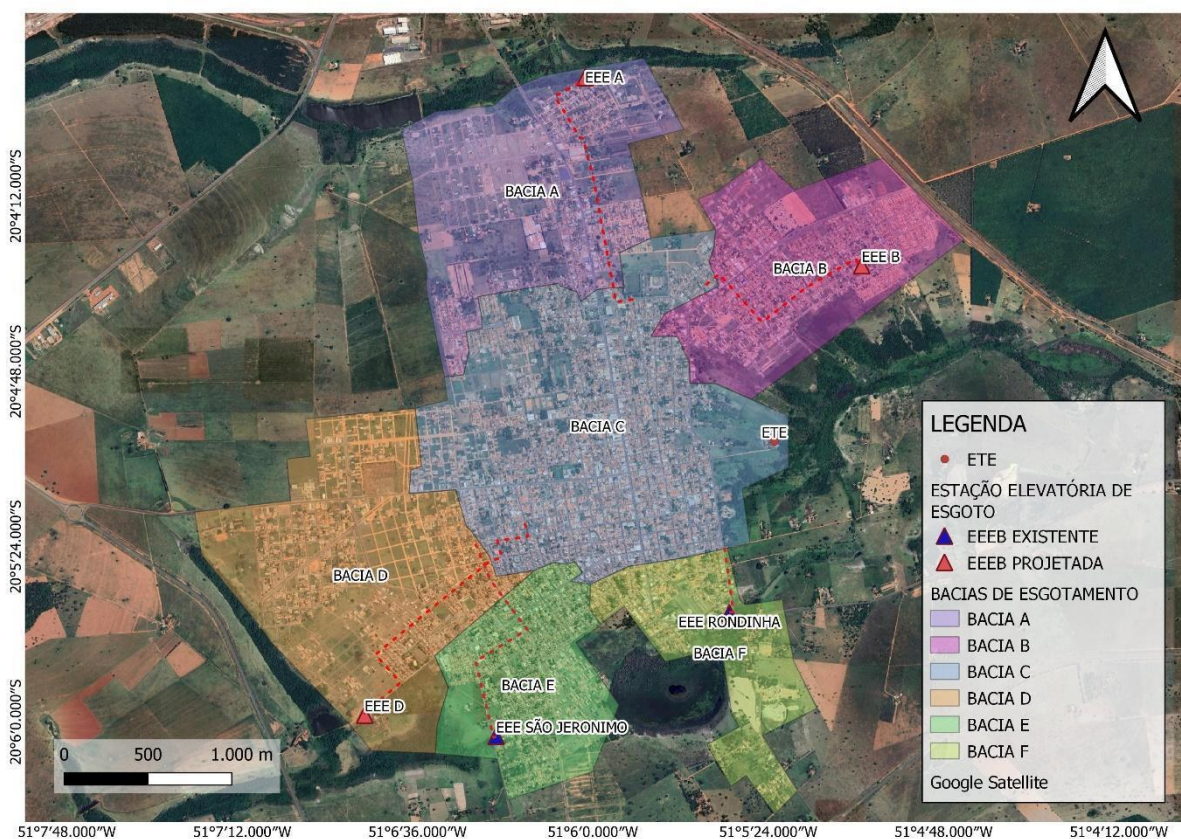 EEE A
BACIA A
BACIA B
EEE B
BACIA C
ETE
BACIA D
EEE RONDINHA
BACIA F
BACIA E
EEE D
EEE SÃO JERONIMO
20°4'12.000"S
20°4'48.000"S
20°5'24.000"S
20°6'0.000"S
0 500 1.000 m
LEGENDA
ETE
ESTAÇÃO ELEVATÓRIA DE
ESGOTO
EEEB EXISTENTE
EEEB PROJETADA
BACIAS DE ESGOTAMENTO
BACIA A
BACIA B
BACIA C
BACIA D
BACIA E
BACIA F
Google Satellite
51°7'48.000"W 51°7'12.000"W 51°6'36.000"W 51°6'0.000"W 51°5'24.000"W 51°4'48.000"W 51°4'12.000"W